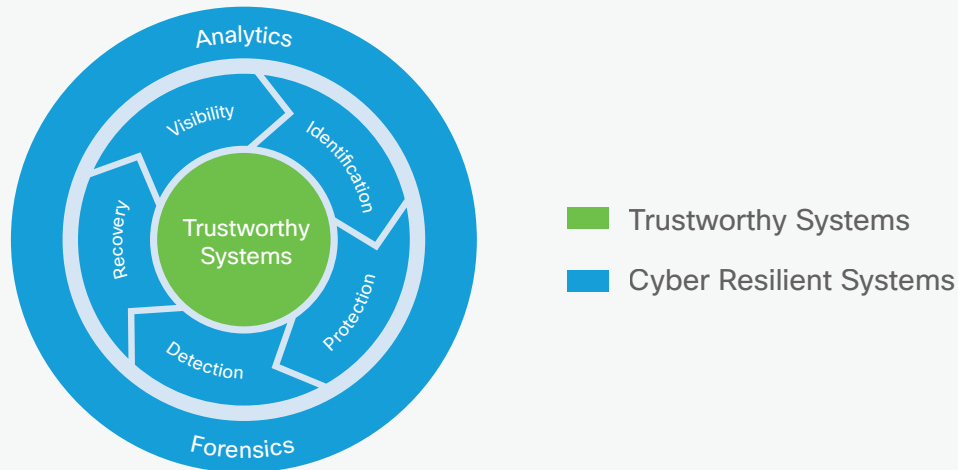 Analytics
Visibility
Identification
Recovery
Trustworthy
Systems
Protection
Detection
Forensics
Trustworthy Systems
Cyber Resilient Systems